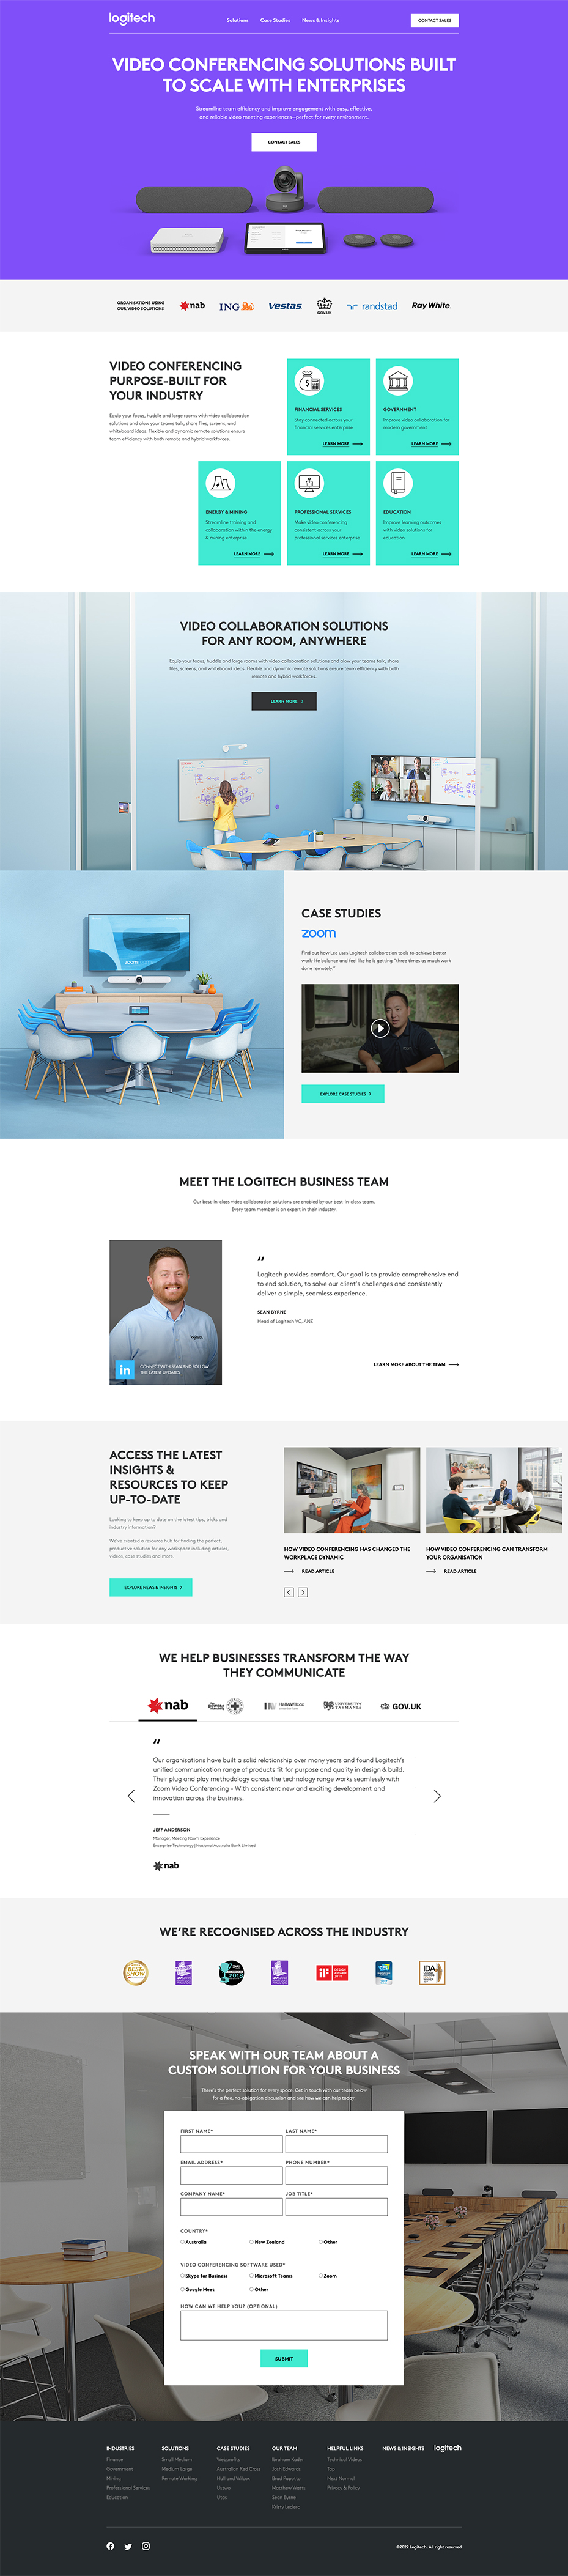 logitech
Solutions Case Studies News & Insights
CONTACT SALES
VIDEO CONFERENCING SOLUTIONS BUILT
TO SCALE WITH ENTERPRISES
Streamline team efficiency and improve engagement with easy, effective,
and reliable video meeting experiences—perfect for every environment.
CONTACT SALES
ORGANISATIONS USING
OUR VIDEO SOLUTIONS
nab
ING
Vestas
GOV.UK
randstad
Ray White.
VIDEO CONFERENCING
PURPOSE-BUILT FOR
YOUR INDUSTRY
Equip your focus, huddle and large rooms with video collaboration
solutions and allow your teams talk, share files, screens, and
whiteboard ideas. Flexible and dynamic remote solutions ensure
team efficiency with both remote and hybrid workforces.
FINANCIAL SERVICES
Stay connected across your
financial services enterprise
LEARN MORE
GOVERNMENT
Improve video collaboration for
modern government
LEARN MORE
ENERGY & MINING
Streamline training and
collaboration within the energy
& mining enterprise
LEARN MORE
PROFESSIONAL SERVICES
Make video conferencing
consistent across your
professional services enterprise
LEARN MORE
EDUCATION
Improve learning outcomes
with video solutions for
education
LEARN MORE
VIDEO COLLABORATION SOLUTIONS
FOR ANY ROOM, ANYWHERE
Equip your focus, huddle and large rooms with video collaboration solutions and allow your teams talk, share
files, screens, and whiteboard ideas. Flexible and dynamic remote solutions ensure team efficiency with both
remote and hybrid workforces.
LEARN MORE
zoom
CASE STUDIES
zoom
Find out how Lee uses Logitech collaboration tools to achieve better
work-life balance and feel like he is getting “three times as much work
done remotely.”
EXPLORE CASE STUDIES
MEET THE LOGITECH BUSINESS TEAM
Our best-in-class video collaboration solutions are enabled by our best-in-class team.
Every team member is an expert in their industry.
logitech
in
CONNECT WITH SEAN AND FOLLOW
THE LATEST UPDATES
“
Logitech provides comfort. Our goal is to provide comprehensive end
to end solution, to solve our client's challenges and consistently
deliver a simple, seamless experience.
SEAN BYRNE
Head of Logitech VC, ANZ
LEARN MORE ABOUT THE TEAM
ACCESS THE LATEST
INSIGHTS &
RESOURCES TO KEEP
UP-TO-DATE
Looking to keep up to date on the latest tips, tricks and
industry information?
We've created a resource hub for finding the perfect,
productive solution for any workspace including articles,
videos, case studies and more
EXPLORE NEWS & INSIGHTS
HOW VIDEO CONFERENCING HAS CHANGED THE
WORKPLACE DYNAMIC
READ ARTICLE
HOW VIDEO CONFERENCING CAN TRANSFORM
YOUR ORGANISATION
READ ARTICLE
WE HELP BUSINESSES TRANSFORM THE WAY
THEY COMMUNICATE
nab
Hall&Wilcox
UNIVERSITY of
TASMANIA
GOV.UK
“
Our organisations have built a solid relationship over many years and found Logitech's
unified communication range of products fit for purpose and quality in design & build.
Their plug and play methodology across the technology range works seamlessly with
Zoom Video Conferencing - With consistent new and exciting development and
innovation across the business.
JEFF ANDERSON
Manager, Meeting Room Experience
Enterprise Technology | National Australia Bank Limited
nab
WE'RE RECOGNISED ACROSS THE INDUSTRY
BEST OF
SHOW
2018
iF
DESIGN
AWARD
IDA
SPEAK WITH OUR TEAM ABOUT A
CUSTOM SOLUTION FOR YOUR BUSINESS
There's the perfect solution for every space. Get in touch with our team below
for a free, no-obligation discussion and see how we can help today.
FIRST NAME*
LAST NAME*
EMAIL ADDRESS*
PHONE NUMBER*
COMPANY NAME*
JOB TITLE*
COUNTRY*
Australia New Zealand Other
VIDEO CONFERENCING SOFTWARE USED*
Skype for Business Microsoft Teams Zoom
Google Meet Other
HOW CAN WE HELP YOU? (OPTIONAL)
SUBMIT
INDUSTRIES
Finance
Government
Mining
Professional Services
Education
SOLUTIONS
Small Medium
Medium Large
Remote Working
CASE STUDIES
Webprofits
Australian Red Cross
Hall and Wilcox
Utas
OUR TEAM
Ibrahim Kader
Josh Edwards
Brad Papotto
Matthew Watts
Sean Byrne
Kristy Leclerc
HELPFUL LINKS
Technical Videos
Tap
Next Normal
Privacy & Policy
NEWS & INSIGHTS
logitech
©2022 Logitech. All right reserved